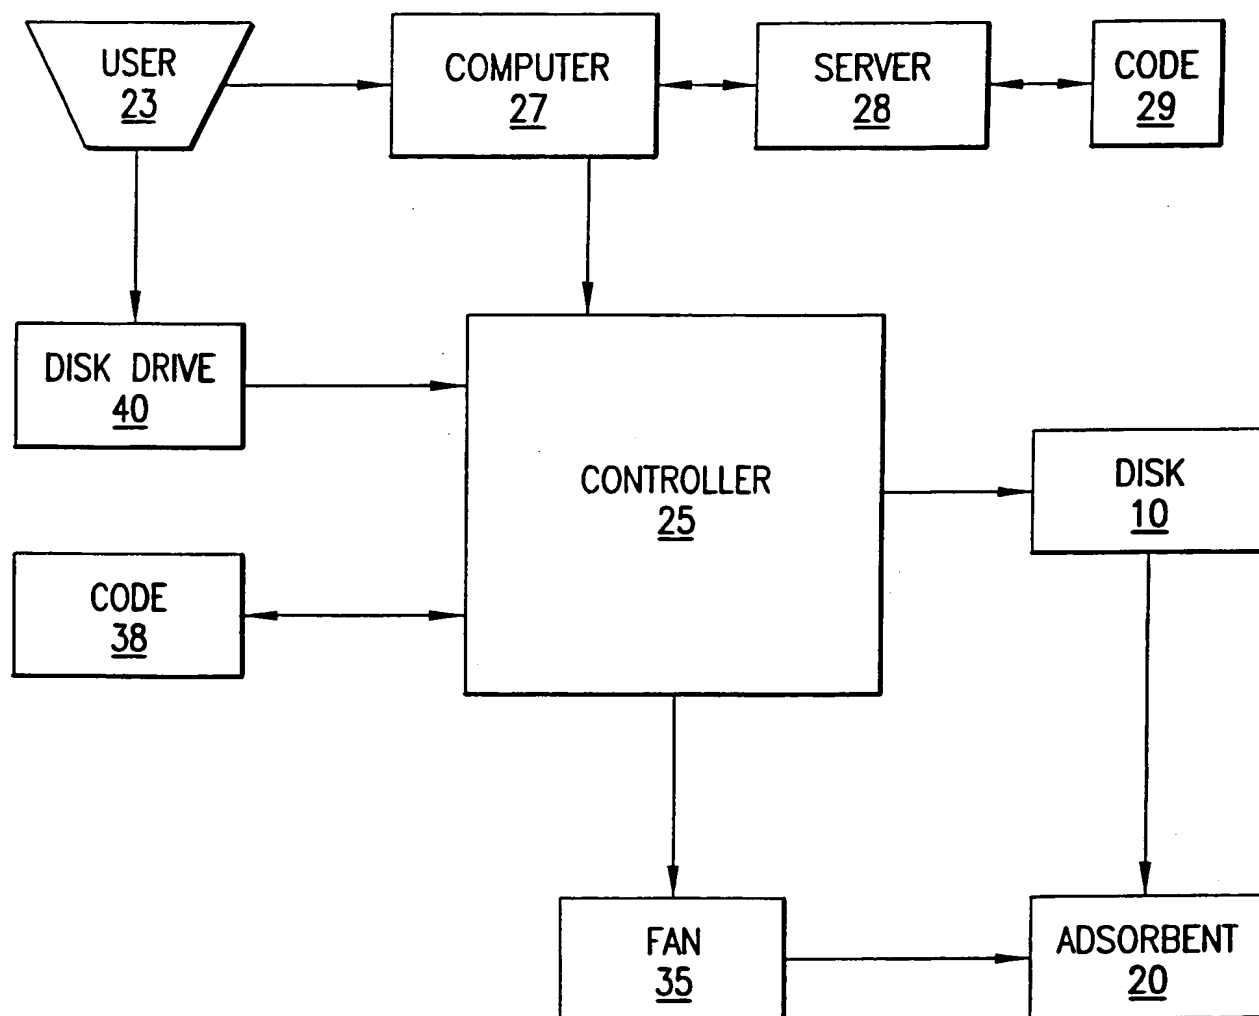 USER
23
COMPUTER
27
SERVER
28
CODE
29
DISK DRIVE
40
CONTROLLER
25
DISK
10
CODE
38
FAN
35
ADSORBENT
20